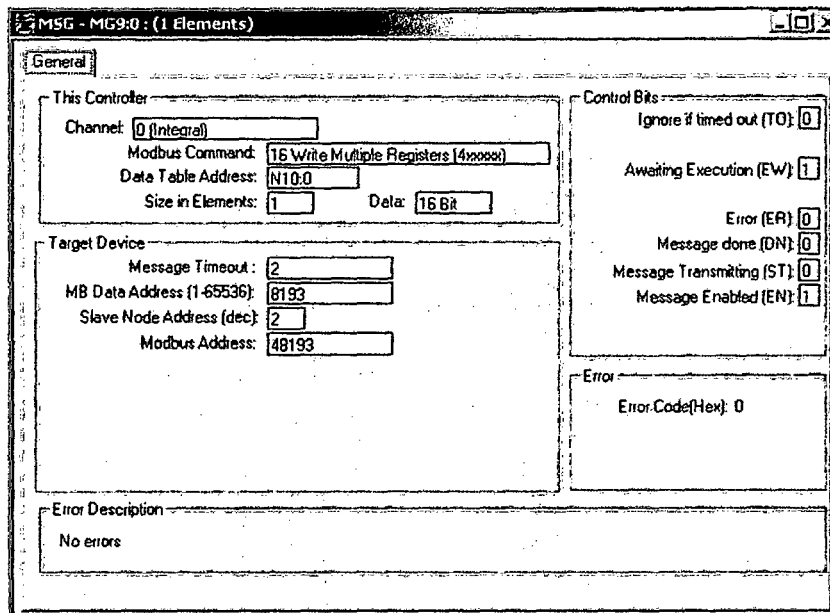 MSG - MG9:0 : (1 Elements)
General
This Controller
Channel: 0 (Integral)
Modbus Command: 16 Write Multiple Registers (4xxxxx)
Data Table Address: N10:0
Size in Elements: 1 Data: 16 Bit
Target Device
Message Timeout : 2
MB Data Address (1-65536): 8193
Slave Node Address (dec): 2
Modbus Address: 48193
Control Bits
Ignore if timed out (TO): 0
Awaiting Execution (EW): 1
Error (ER): 0
Message done (DN): 0
Message Transmitting (ST): 0
Message Enabled (EN): 1
Error
Error Code(Hex): 0
Error Description
No errors